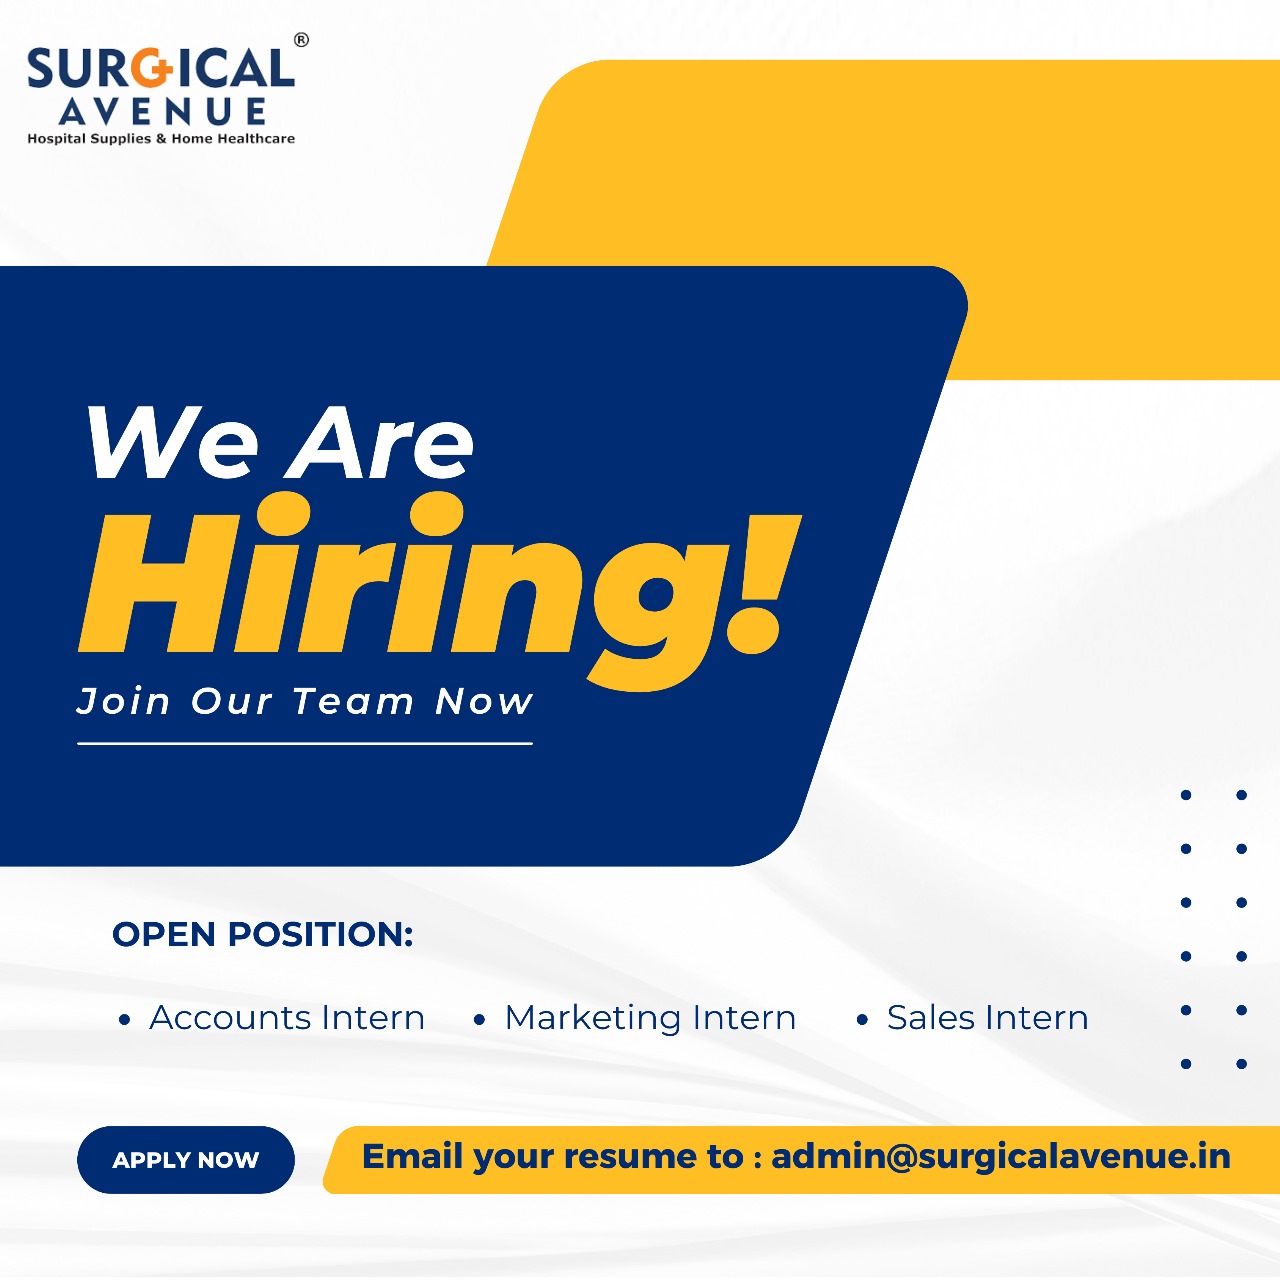 SURGICAL®
AVENUE
Hospital Supplies & Home Healthcare
We Are
Hiring!
Join Our Team Now
OPEN POSITION:
• Accounts Intern • Marketing Intern • Sales Intern
APPLY NOW Email your resume to : admin@surgicalavenue.in